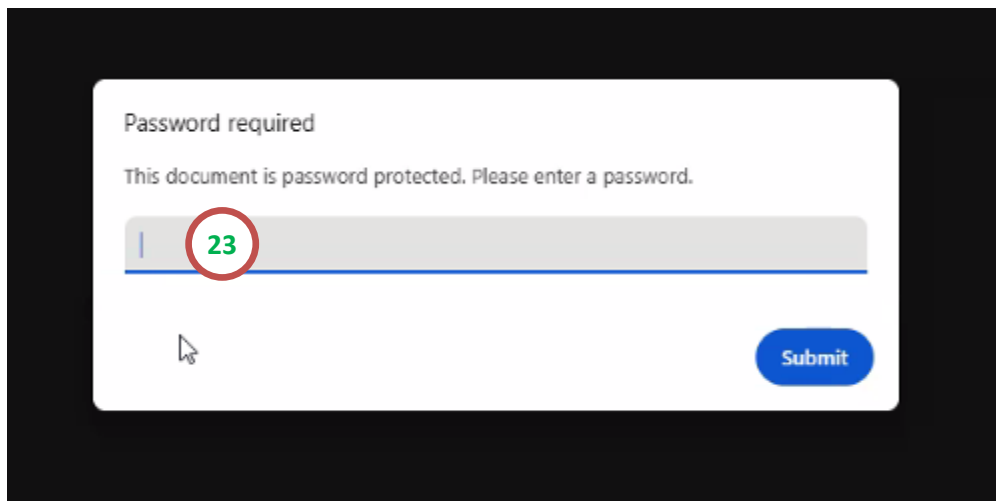 Password required
This document is password protected. Please enter a password.
23
Submit